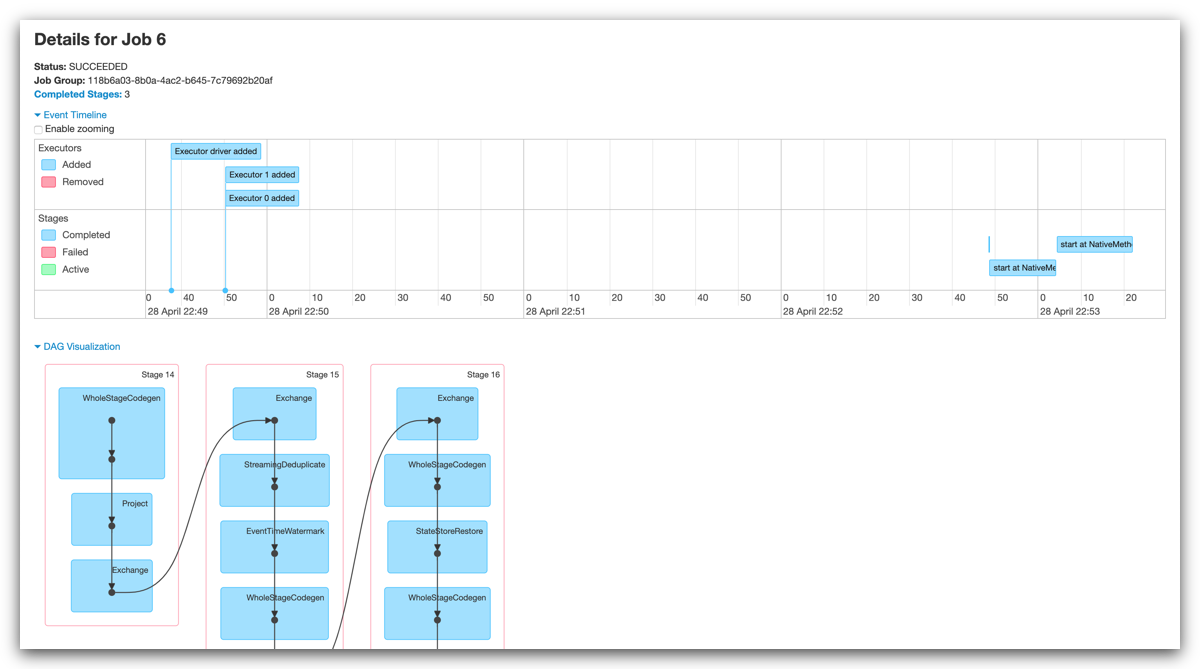 Details for Job 6
Status: SUCCEEDED
Job Group: 118b6a03-8b0a-4ac2-b645-7c79692b20af
Completed Stages: 3
Event Timeline
Enable zooming
Executors
Added
Removed
Executor driver added
Executor 1 added
Executor 0 added
Stages
Completed
Failed
Active
start at NativeMeth
start at NativeMe
0 40 50 0 10 20 30 40 50 0 10 20 30 40 50 0 10 20 30 40 50 0 10 20
28 April 22:49 28 April 22:50 28 April 22:51 28 April 22:52 28 April 22:53
DAG Visualization
Stage 14
WholeStageCodegen
Project
Exchange
Stage 15
Exchange
StreamingDeduplicate
EventTimeWatermark
WholeStageCodegen
Stage 16
Exchange
WholeStageCodegen
StateStoreRestore
WholeStageCodegen